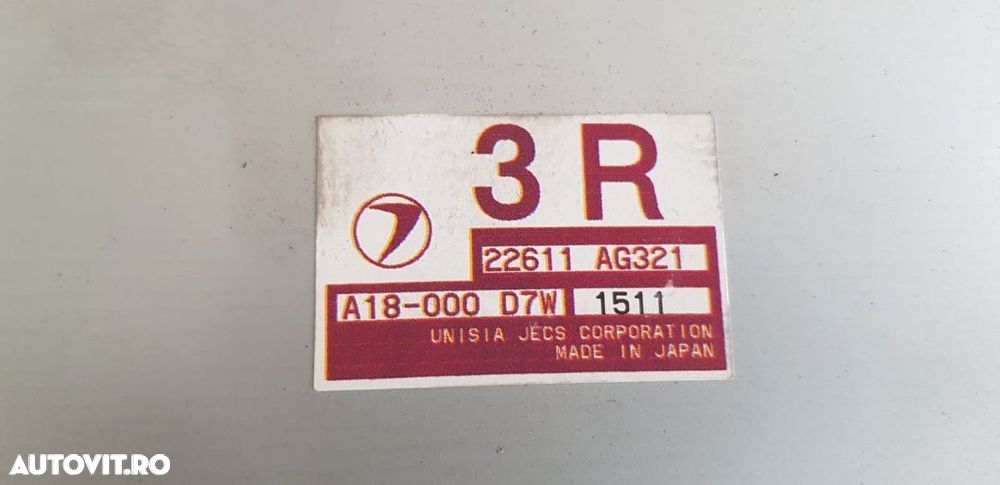 3 R
22611 AG321
A18-000 D7W 1511
UNISIA JECS CORPORATION
MADE IN JAPAN
AUTOVIT.RO